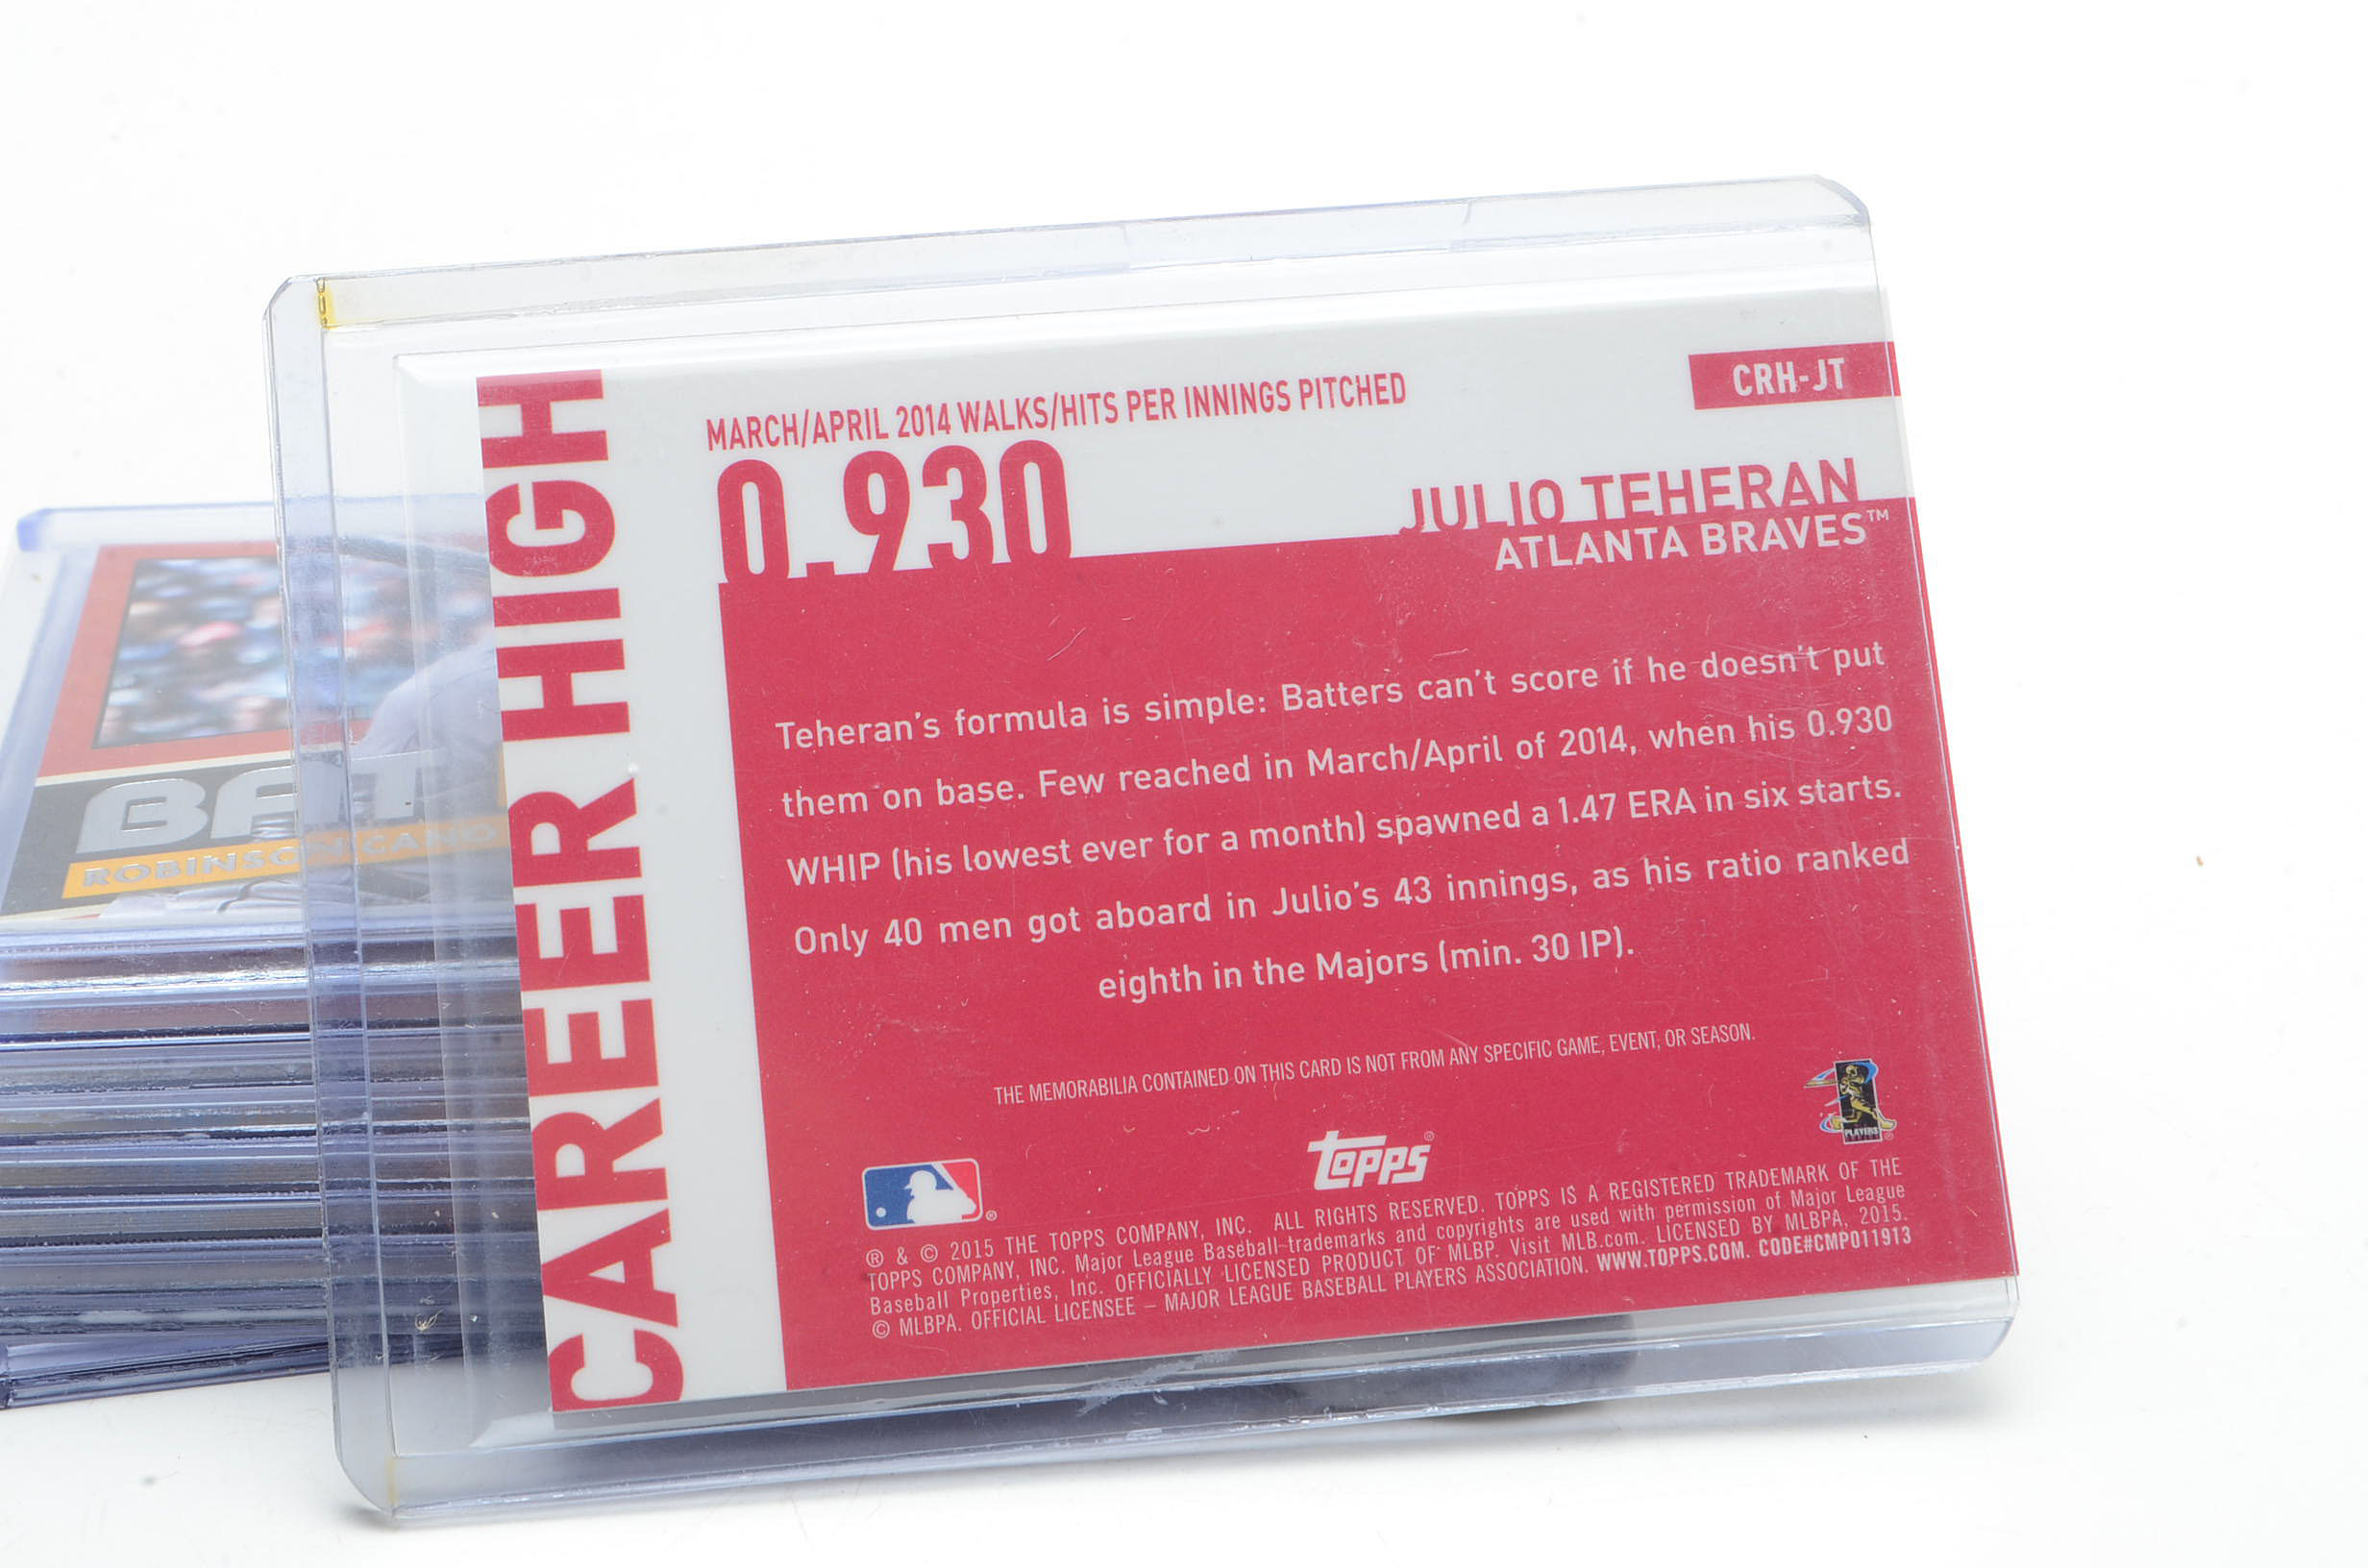 CAREER HIGH
MARCH/APRIL 2014 WALKS/HITS PER INNINGS PITCHED
0.930
CRH-JT
JULIO TEHERAN
ATLANTA BRAVES™
Teheran's formula is simple: Batters can't score if he doesn't put
them on base. Few reached in March/April of 2014, when his 0.930
WHIP (his lowest ever for a month) spawned a 1.47 ERA in six starts.
Only 40 men got aboard in Julio's 43 innings, as his ratio ranked
eighth in the Majors (min. 30 IP).
THE MEMORABILIA CONTAINED ON THIS CARD IS NOT FROM ANY SPECIFIC GAME, EVENT, OR SEASON.
PLAYERS
topps®
® & © 2015 THE TOPPS COMPANY, INC. ALL RIGHTS RESERVED. TOPPS IS A REGISTERED TRADEMARK OF THE
TOPPS COMPANY, INC. Major League Baseball trademarks and copyrights are used with permission of Major League
Baseball Properties, Inc. OFFICIALLY LICENSED PRODUCT OF MLBP. Visit MLB.com. LICENSED BY MLBPA, 2015.
© MLBPA. OFFICIAL LICENSEE – MAJOR LEAGUE BASEBALL PLAYERS ASSOCIATION. WWW.TOPPS.COM. CODE#CMP011913
BAT
ROBINSON CANO